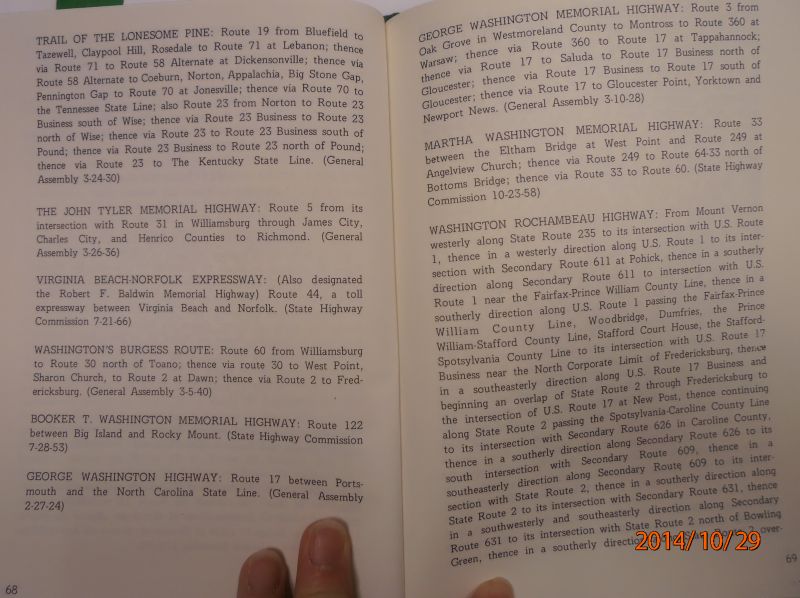 TRAIL OF THE LONESOME PINE: Route 19 from Bluefield to
Tazewell, Claypool Hill, Rosedale to Route 71 at Lebanon; thence
via Route 71 to Route 58 Alternate at Dickensonville; thence via
Route 58 Alternate to Coeburn, Norton, Appalachia, Big Stone Gap,
Pennington Gap to Route 70 at Jonesville; thence via Route 70 to
the Tennessee State Line; also Route 23 from Norton to Route 23
Business south of Wise; thence via Route 23 Business to Route 23
north of Wise; thence via Route 23 to Route 23 Business south of
Pound; thence via Route 23 Business to Route 23 north of Pound;
thence via Route 23 to The Kentucky State Line. (General
Assembly 3-24-30)
THE JOHN TYLER MEMORIAL HIGHWAY: Route 5 from its
intersection with Route 31 in Williamsburg through James City,
Charles City, and Henrico Counties to Richmond. (General
Assembly 3-26-36)
VIRGINIA BEACH-NORFOLK EXPRESSWAY: (Also designated
the Robert F. Baldwin Memorial Highway) Route 44, a toll
expressway between Virginia Beach and Norfolk. (State Highway
Commission 7-21-66)
WASHINGTON'S BURGESS ROUTE: Route 60 from Williamsburg
to Route 30 north of Toano; thence via route 30 to West Point,
Sharon Church, to Route 2 at Dawn; thence via Route 2 to Fred-
ericksburg. (General Assembly 3-5-40)
BOOKER T. WASHINGTON MEMORIAL HIGHWAY: Route 122
between Big Island and Rocky Mount. (State Highway Commission
7-28-53)
GEORGE WASHINGTON HIGHWAY: Route 17 between Ports-
mouth and the North Carolina State Line. (General Assembly
2-27-24)
68
GEORGE WASHINGTON MEMORIAL HIGHWAY: Route 3 from
Oak Grove in Westmoreland County to Montross to Route 360 at
Warsaw; thence via Route 360 to Route 17 at Tappahannock;
thence via Route 17 to Saluda to Route 17 Business north of
Gloucester; thence via Route 17 Business to Route 17 south of
Gloucester; thence via Route 17 to Gloucester Point, Yorktown and
Newport News. (General Assembly 3-10-28)
MARTHA WASHINGTON MEMORIAL HIGHWAY: Route 33
between the Eltham Bridge at West Point and Route 249 at
Angelview Church; thence via Route 249 to Route 64-33 north of
Bottoms Bridge; thence via Route 33 to Route 60. (State Highway
Commission 10-23-58)
WASHINGTON ROCHAMBEAU HIGHWAY: From Mount Vernon
westerly along State Route 235 to its intersection with U.S. Route
1, thence in a westerly direction along U.S. Route 1 to its inter-
section with Secondary Route 611 at Pohick, thence in a southerly
direction along Secondary Route 611 to intersection with U.S.
Route 1 near the Fairfax-Prince William County Line, thence in a
southerly direction along U.S. Route 1 passing the Fairfax-Prince
William County Line, Woodbridge, Dumfries, the Prince
William-Stafford County Line, Stafford Court House, the Stafford-
Spotsylvania County Line to its intersection with U.S. Route 17
Business near the North Corporate Limit of Fredericksburg, thence
in a southeasterly direction along U.S. Route 17 Business and
beginning an overlap of State Route 2 through Fredericksburg to
the intersection of U.S. Route 17 at New Post, thence continuing
along State Route 2 passing the Spotsylvania-Caroline County Line
to its intersection with Secondary Route 626 in Caroline County,
thence in a southerly direction along Secondary Route 626 to its
south intersection with Secondary Route 609, thence in a
southeasterly direction along Secondary Route 609 to its inter-
section with State Route 2, thence in a southerly direction along
State Route 2 to its intersection with Secondary Route 631, thence
in a southwesterly and southeasterly direction along Secondary
Route 631 to its intersection with State Route 2 north of Bowling
Green, thence in a southerly direction Route 2 over-
2014/10/29
69